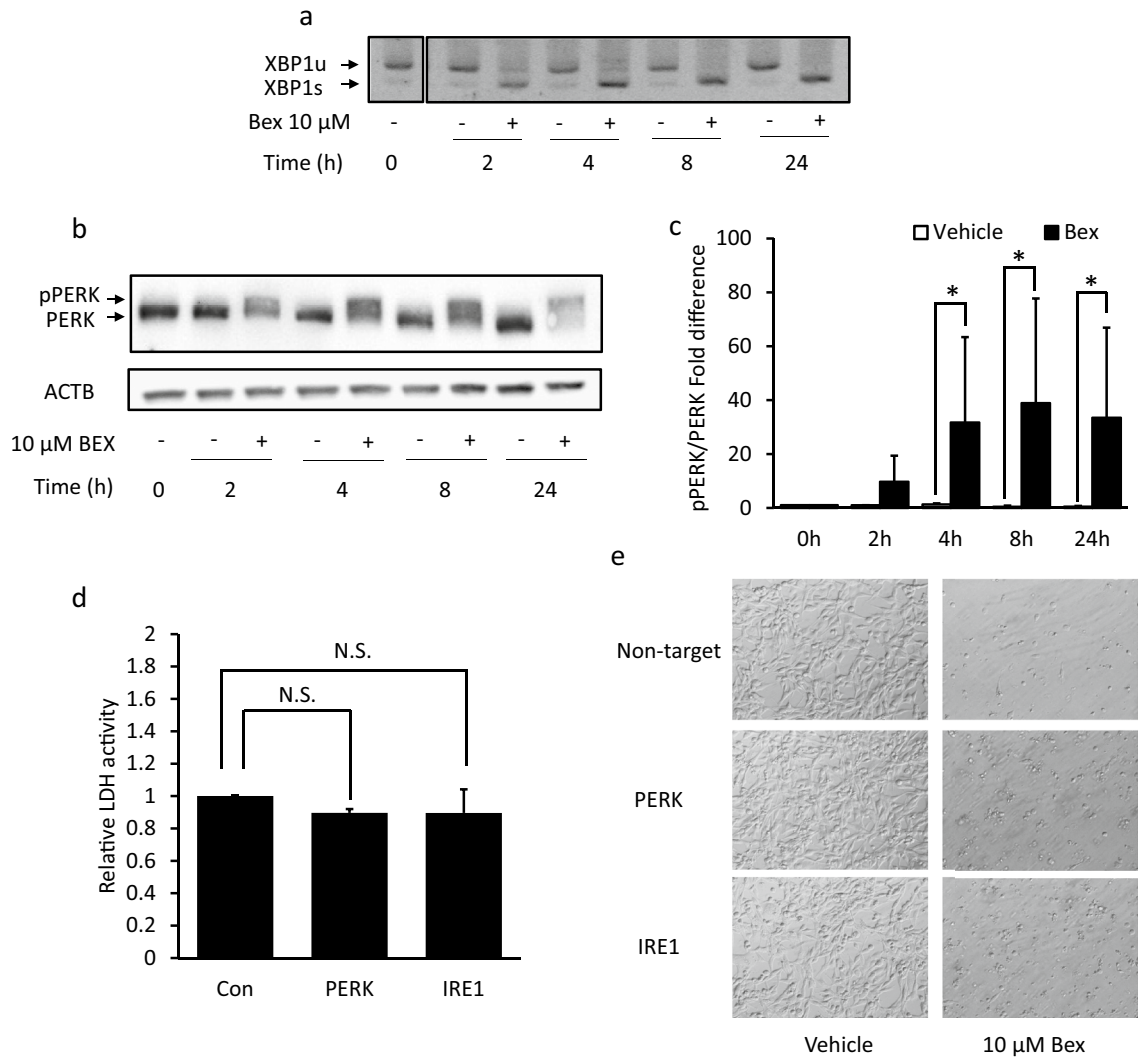 a
XBP1u
XBP1s
Bex 10 µM - - + - + - + - +
Time (h) 0 2 4 8 24
b
pPERK
PERK
ACTB
10 µM BEX - - + - + - + - +
Time (h) 0 2 4 8 24
c
Vehicle Bex
pPERK/PERK Fold difference
100
80
60
40
20
0
* * *
0h 2h 4h 8h 24h
d
Relative LDH activity
2
1.8
1.6
1.4
1.2
1
0.8
0.6
0.4
0.2
0
N.S.
N.S.
Con PERK IRE1
e
Non-target
PERK
IRE1
Vehicle 10 µM Bex